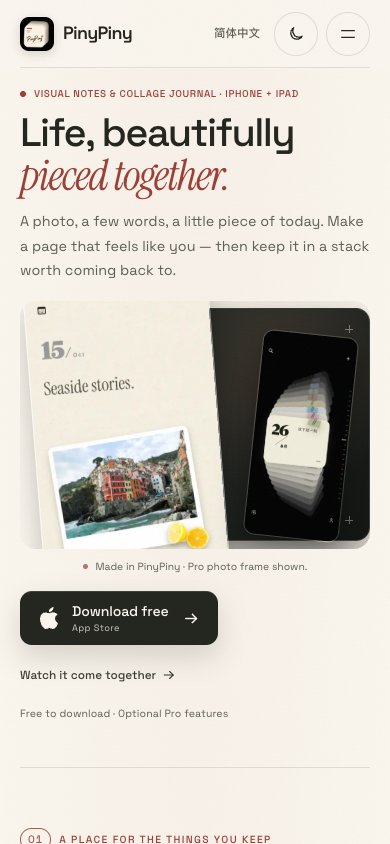 PinyPiny
简体中文
VISUAL NOTES & COLLAGE JOURNAL · IPHONE + IPAD
Life, beautifully
pieced together.
A photo, a few words, a little piece of today. Make
a page that feels like you — then keep it in a stack
worth coming back to.
15/ Oct
Seaside stories.
26
Made in PinyPiny · Pro photo frame shown.
Download free
App Store
Watch it come together →
Free to download · Optional Pro features
01 A PLACE FOR THE THINGS YOU KEEP